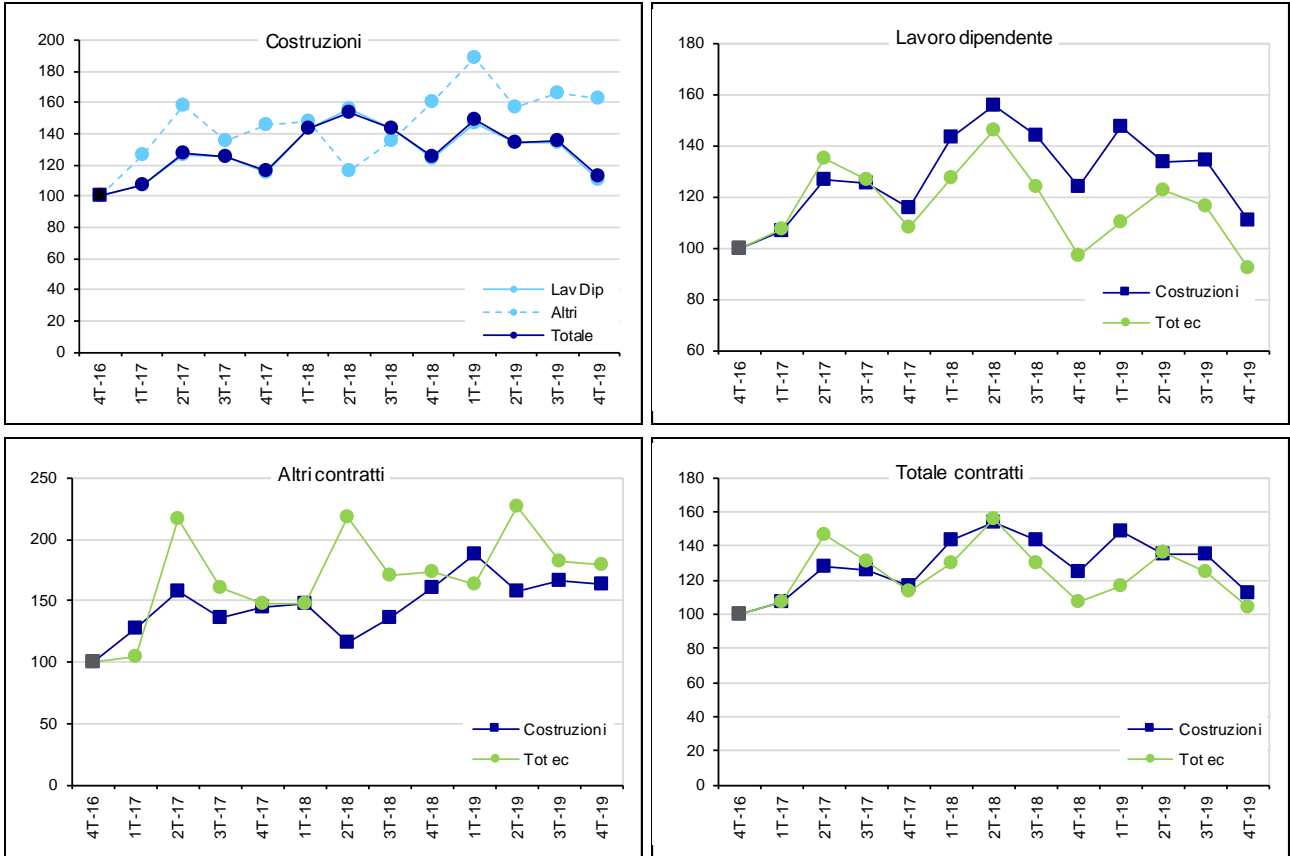 Costruzioni
200
180
160
140
120
100
80
60
40
20
0
Lav Dip
Altri
Totale
4T-16
1T-17
2T-17
3T-17
4T-17
1T-18
2T-18
3T-18
4T-18
1T-19
2T-19
3T-19
4T-19
Lavoro dipendente
180
160
140
120
100
80
60
Costruzioni
Tot ec
4T-16
1T-17
2T-17
3T-17
4T-17
1T-18
2T-18
3T-18
4T-18
1T-19
2T-19
3T-19
4T-19
Altri contratti
250
200
150
100
50
0
Costruzioni
Tot ec
4T-16
1T-17
2T-17
3T-17
4T-17
1T-18
2T-18
3T-18
4T-18
1T-19
2T-19
3T-19
4T-19
Totale contratti
180
160
140
120
100
80
60
40
20
0
Costruzioni
Tot ec
4T-16
1T-17
2T-17
3T-17
4T-17
1T-18
2T-18
3T-18
4T-18
1T-19
2T-19
3T-19
4T-19